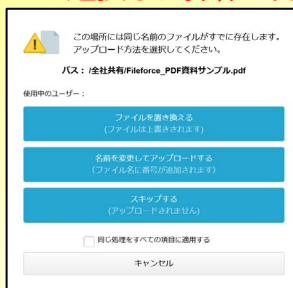 この場所には同じ名前のファイルがすでに存在します。
アップロード方法を選択してください。
パス： /全社共有/Fileforce_PDF資料サンプル.pdf
使用中のユーザー：
ファイルを置き換える
(ファイルは上書きされます)
名前を変更してアップロードする
(ファイル名に番号が追加されます)
スキップする
(アップロードされません)
同じ処理をすべての項目に適用する
キャンセル